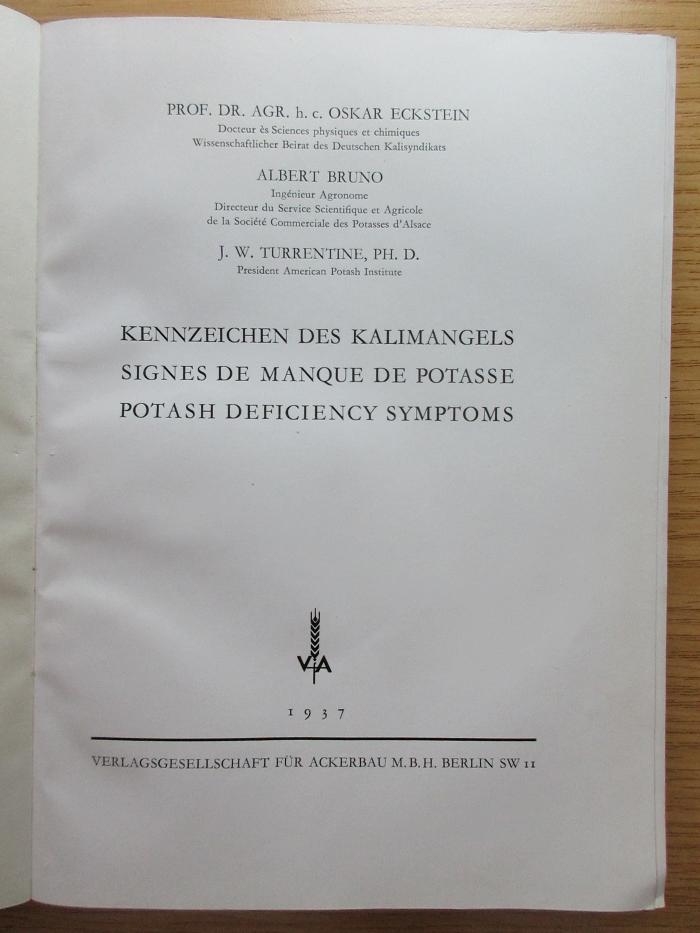 PROF. DR. AGR. h. c. OSKAR ECKSTEIN
Docteur ès Sciences physiques et chimiques
Wissenschaftlicher Beirat des Deutschen Kalisyndikats
ALBERT BRUNO
Ingénieur Agronome
Directeur du Service Scientifique et Agricole
de la Société Commerciale des Potasses d'Alsace
J. W. TURRENTINE, PH. D.
President American Potash Institute
KENNZEICHEN DES KALIMANGELS
SIGNES DE MANQUE DE POTASSE
POTASH DEFICIENCY SYMPTOMS
V A
1937
VERLAGSGESELLSCHAFT FÜR ACKERBAU M.B.H. BERLIN SW 11